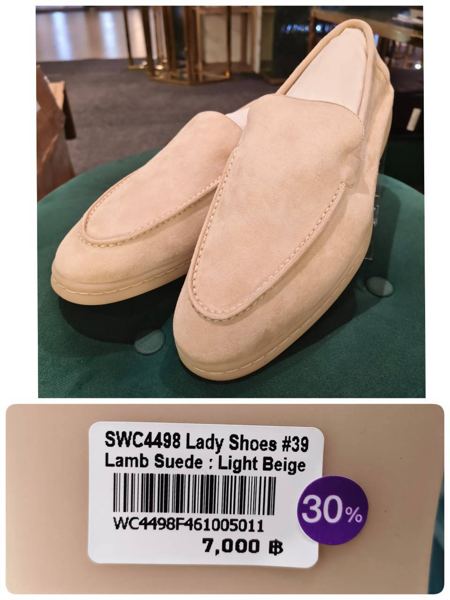 SWC4498 Lady Shoes #39
Lamb Suede : Light Beige
WC4498F461005011
30%
7,000 ฿